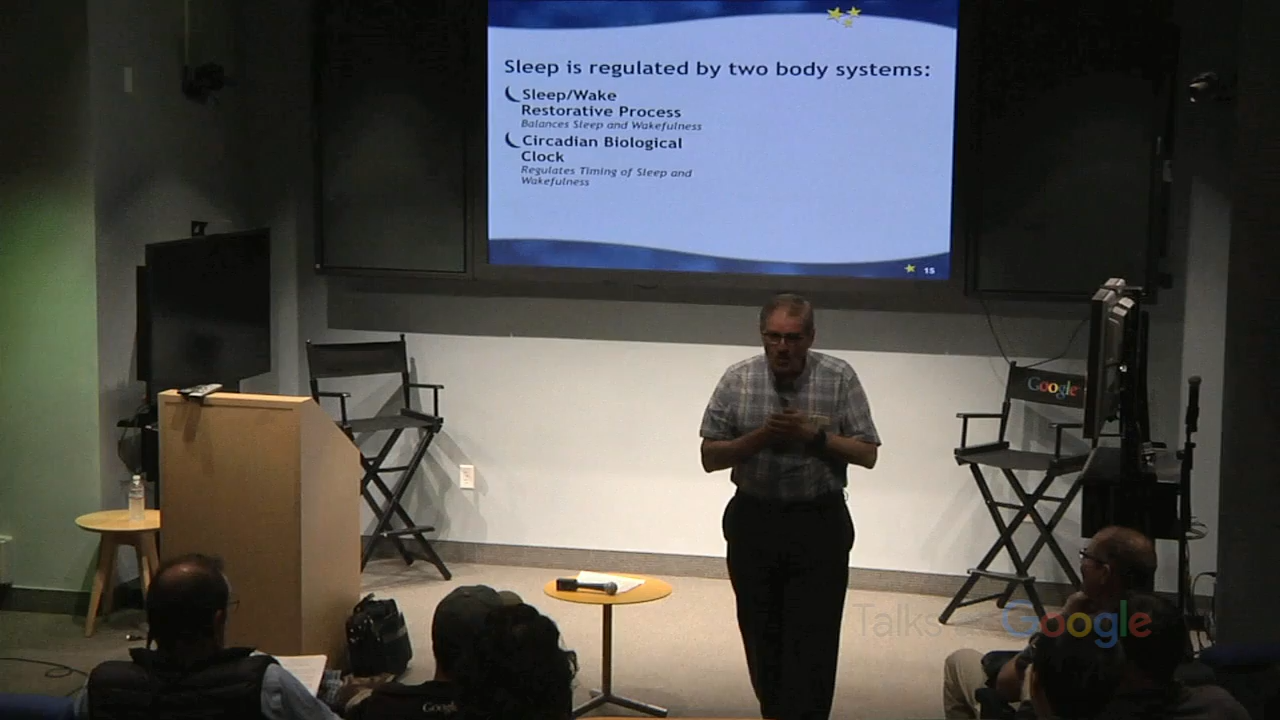 Sleep is regulated by two body systems:
Sleep/Wake
Restorative Process
Balances Sleep and Wakefulness
Circadian Biological
Clock
Regulates Timing of Sleep and
Wakefulness
15
Google
Talks at Google
Google